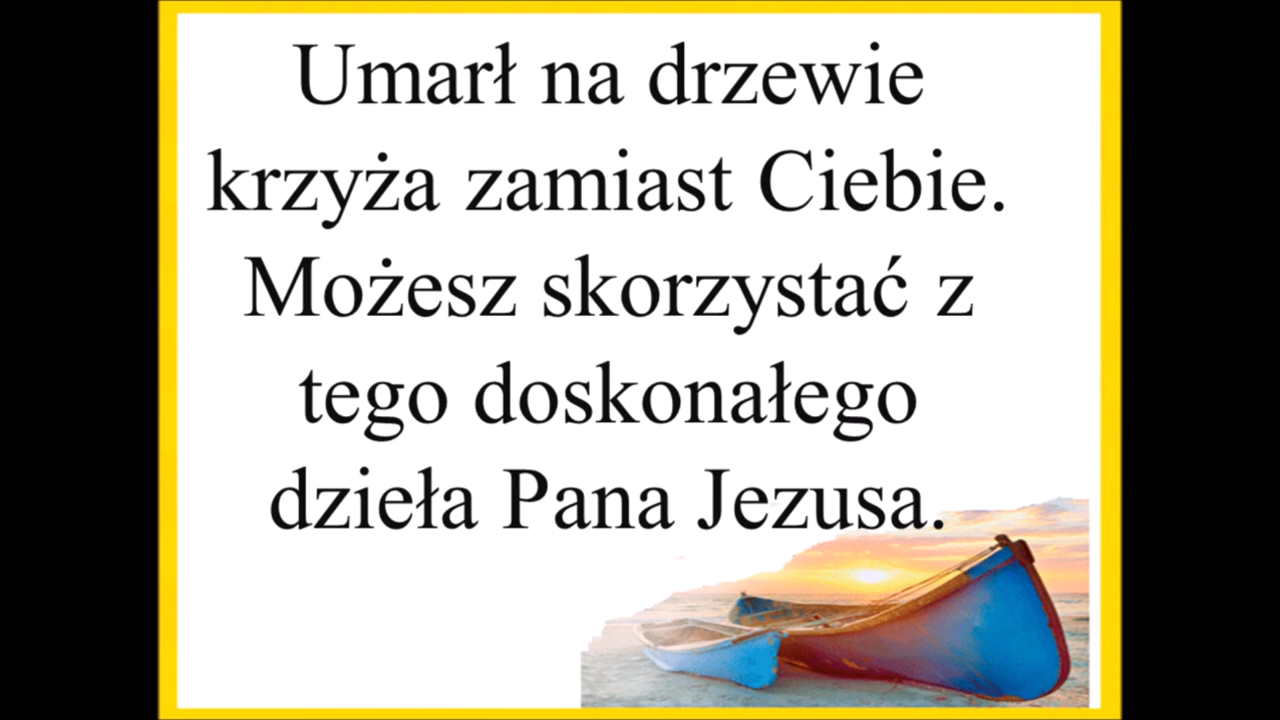 Umarł na drzewie
krzyża zamiast Ciebie.
Możesz skorzystać z
tego doskonałego
dzieła Pana Jezusa.